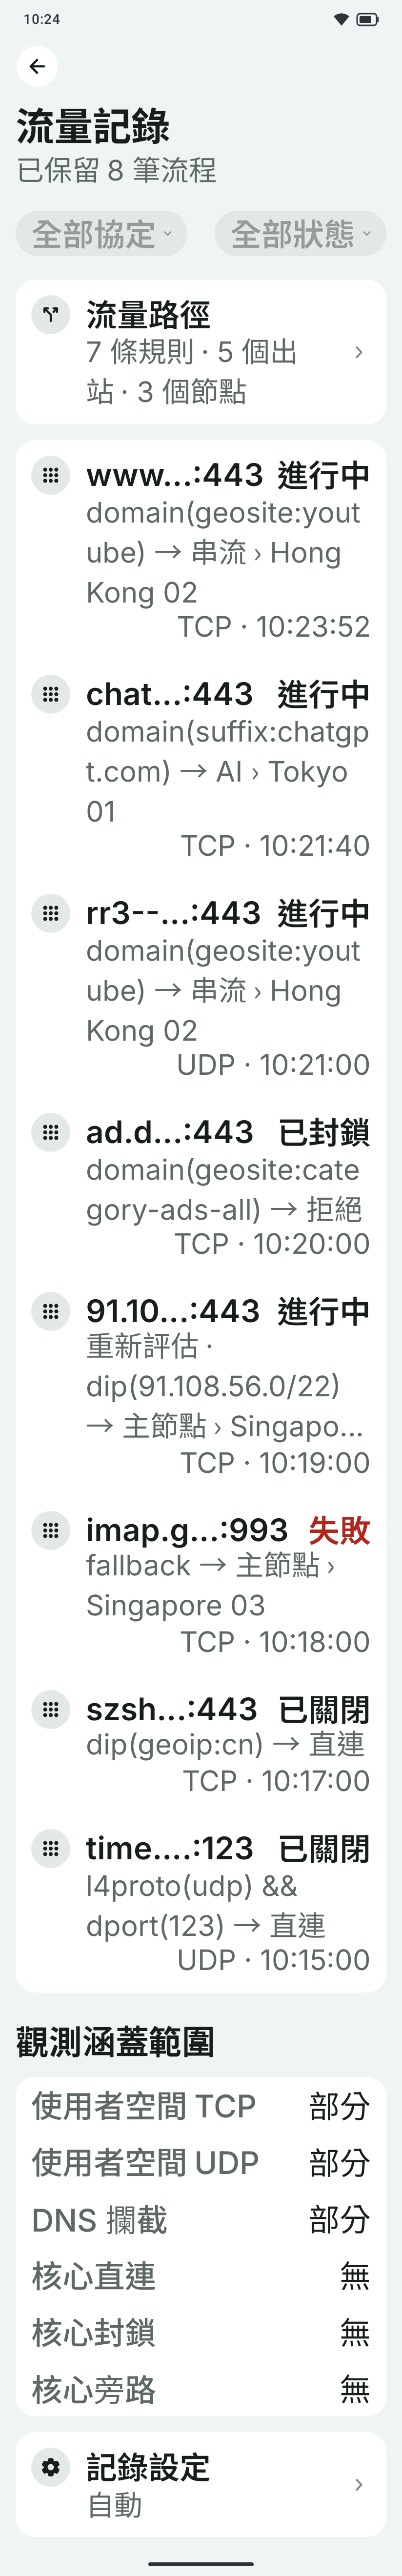 10:24
流量記錄
已保留 8 筆流程
全部協定
全部狀態
流量路徑
7 條規則 · 5 個出
站 · 3 個節點
www...:443 進行中
domain(geosite:yout
ube) → 串流 › Hong
Kong 02
TCP · 10:23:52
chat...:443 進行中
domain(suffix:chatgp
t.com) → AI › Tokyo
01
TCP · 10:21:40
rr3--...:443 進行中
domain(geosite:yout
ube) → 串流 › Hong
Kong 02
UDP · 10:21:00
ad.d...:443 已封鎖
domain(geosite:cate
gory-ads-all) → 拒絕
TCP · 10:20:00
91.10...:443 進行中
重新評估 ·
dip(91.108.56.0/22)
→ 主節點 › Singapo...
TCP · 10:19:00
imap.g...:993 失敗
fallback → 主節點 ›
Singapore 03
TCP · 10:18:00
szsh...:443 已關閉
dip(geoip:cn) → 直連
TCP · 10:17:00
time....:123 已關閉
l4proto(udp) &&
dport(123) → 直連
UDP · 10:15:00
觀測涵蓋範圍
使用者空間 TCP 部分
使用者空間 UDP 部分
DNS 攔截 部分
核心直連 無
核心封鎖 無
核心旁路 無
記錄設定
自動